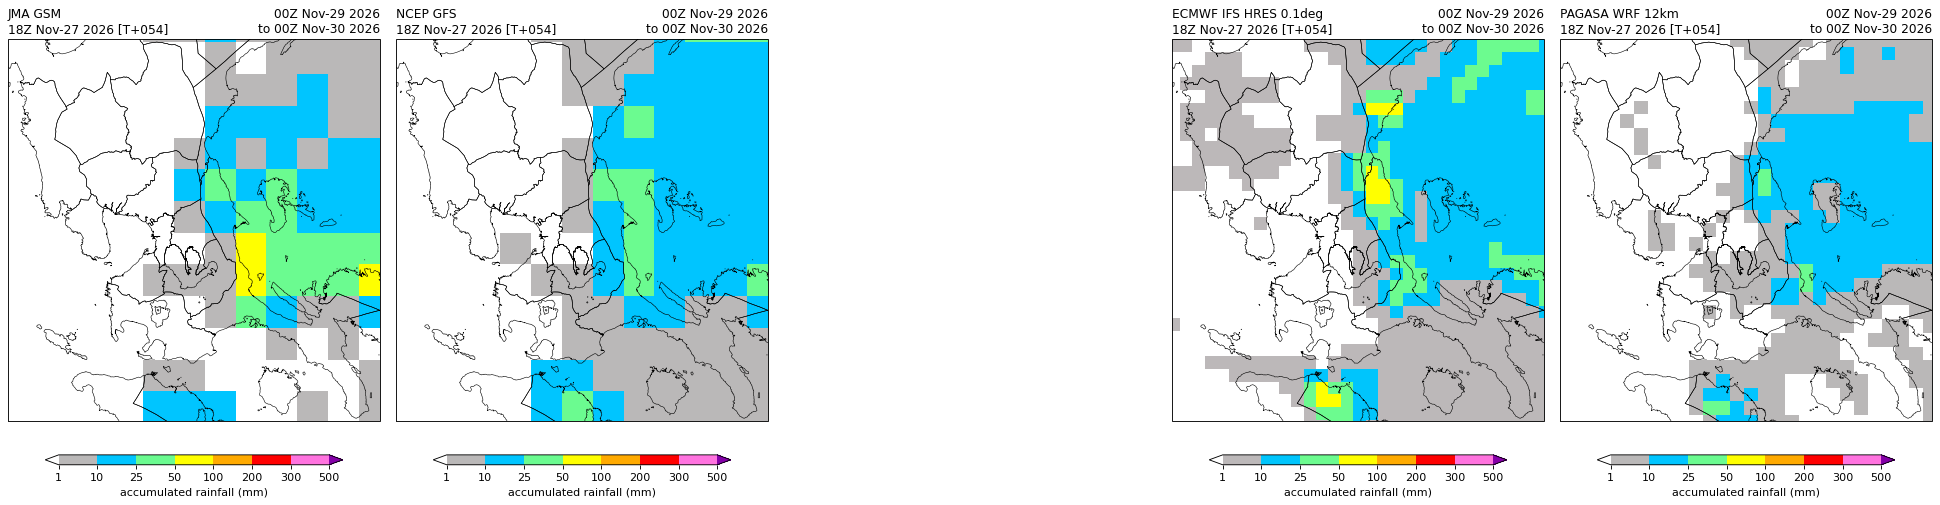 JMA GSM 00Z Nov-29 2026
18Z Nov-27 2026 [T+054] to 00Z Nov-30 2026
1 10 25 50 100 200 300 500
accumulated rainfall (mm)
NCEP GFS 00Z Nov-29 2026
18Z Nov-27 2026 [T+054] to 00Z Nov-30 2026
1 10 25 50 100 200 300 500
accumulated rainfall (mm)
ECMWF IFS HRES 0.1deg 00Z Nov-29 2026
18Z Nov-27 2026 [T+054] to 00Z Nov-30 2026
1 10 25 50 100 200 300 500
accumulated rainfall (mm)
PAGASA WRF 12km 00Z Nov-29 2026
18Z Nov-27 2026 [T+054] to 00Z Nov-30 2026
1 10 25 50 100 200 300 500
accumulated rainfall (mm)